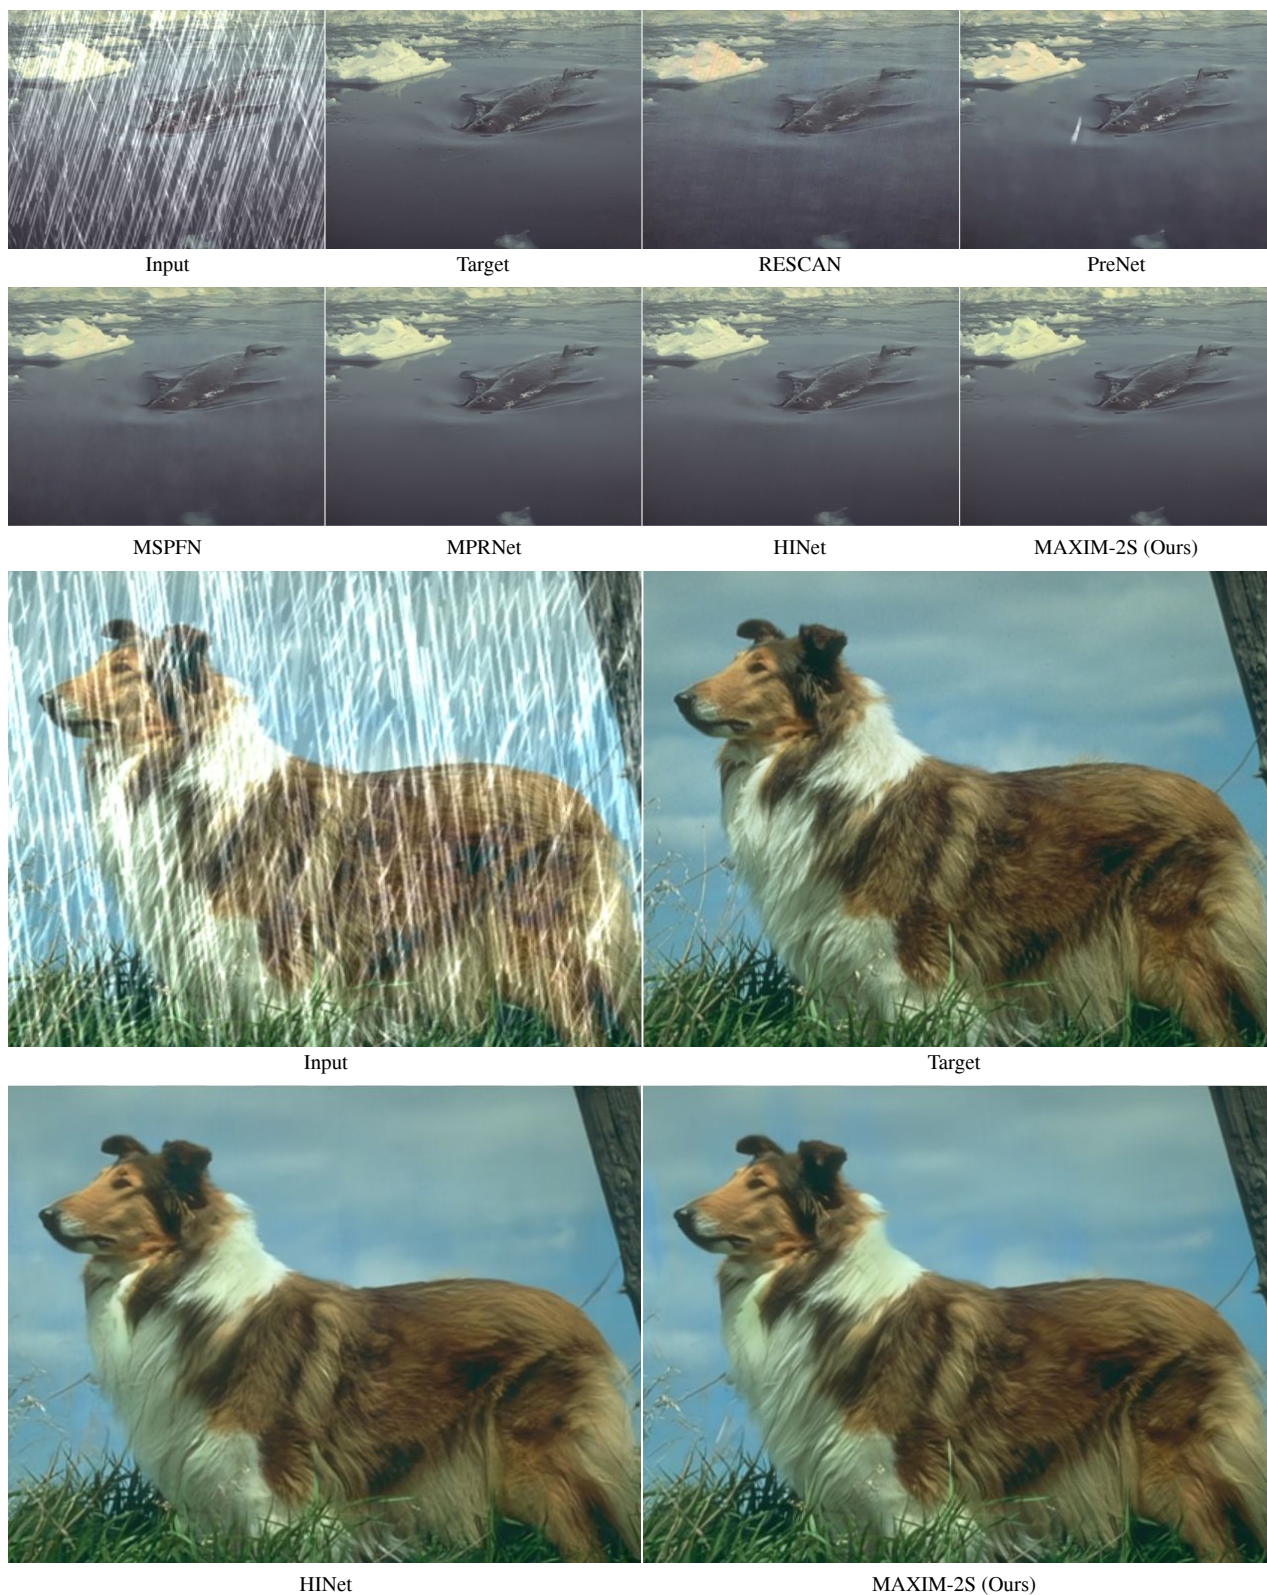 Input
Target
RESCAN
PreNet
MSPFN
MPRNet
HINet
MAXIM-2S (Ours)
Input
Target
HINet
MAXIM-2S (Ours)